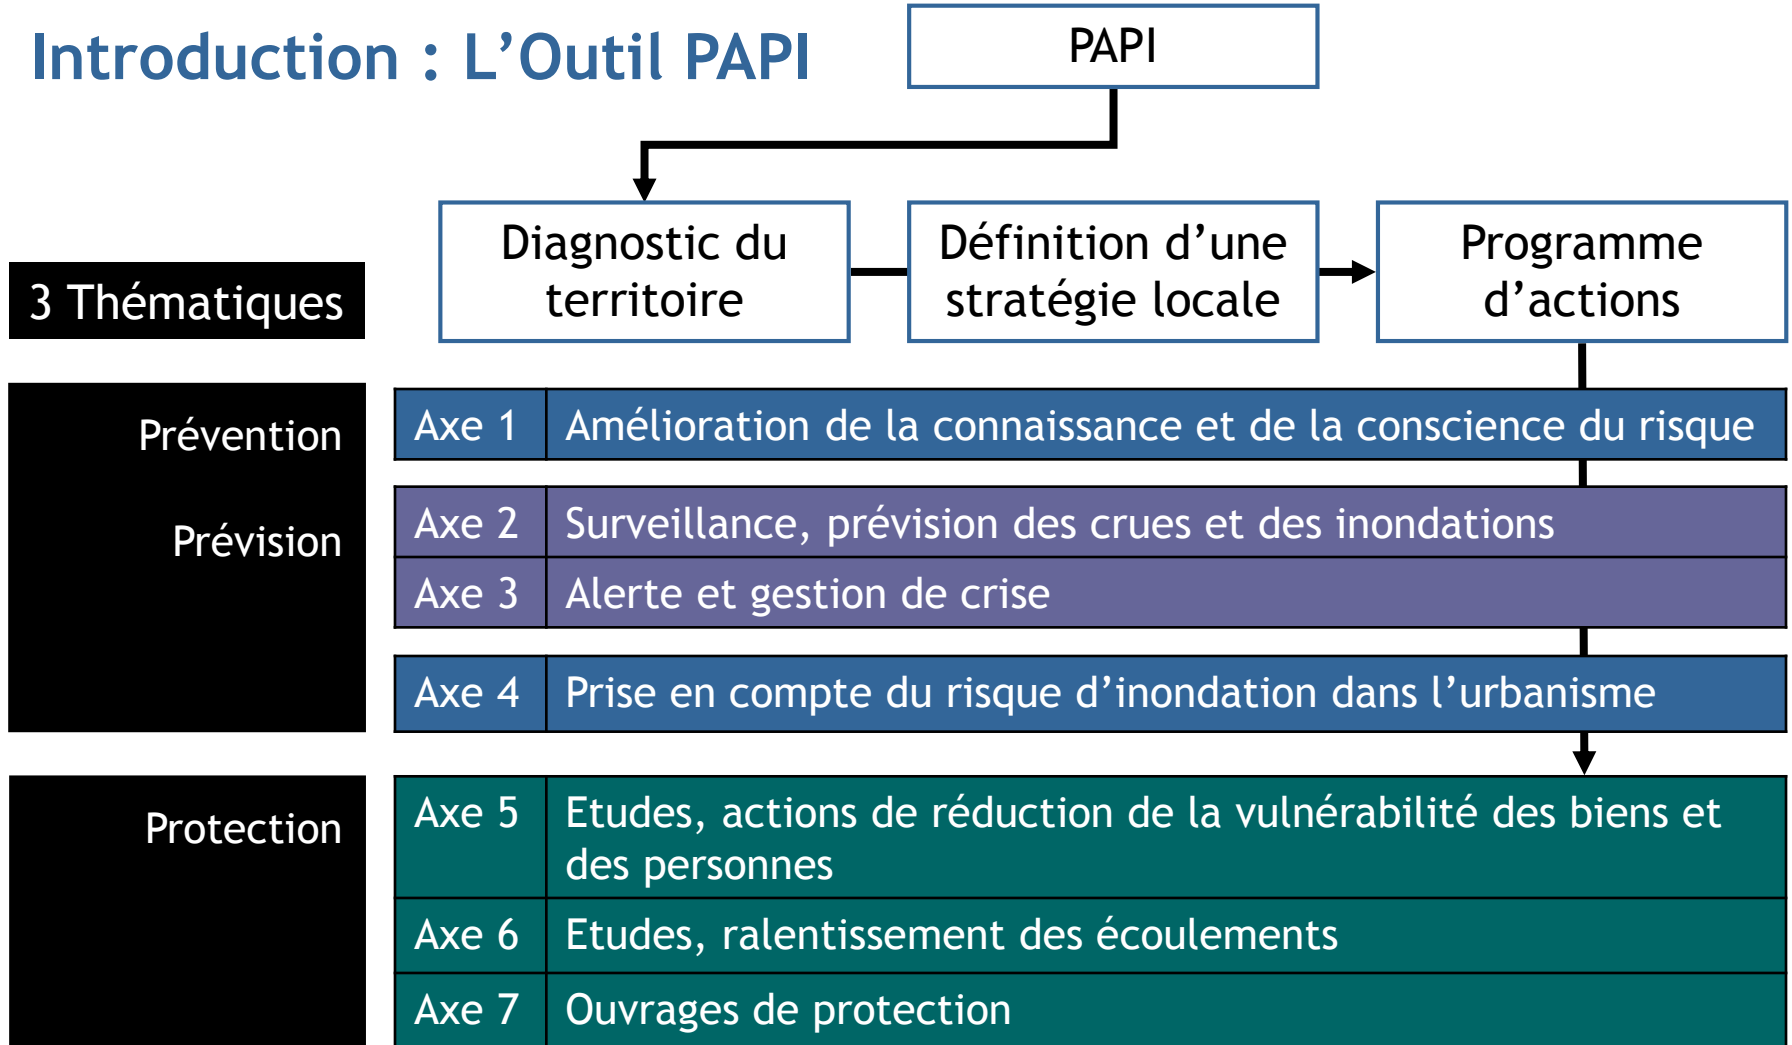 Introduction : L’Outil PAPI
PAPI
Diagnostic du
territoire
Définition d’une
stratégie locale
Programme
d’actions
3 Thématiques
Prévention
Axe 1 Amélioration de la connaissance et de la conscience du risque
Prévision
Axe 2 Surveillance, prévision des crues et des inondations
Axe 3 Alerte et gestion de crise
Axe 4 Prise en compte du risque d’inondation dans l’urbanisme
Protection
Axe 5 Etudes, actions de réduction de la vulnérabilité des biens et
des personnes
Axe 6 Etudes, ralentissement des écoulements
Axe 7 Ouvrages de protection